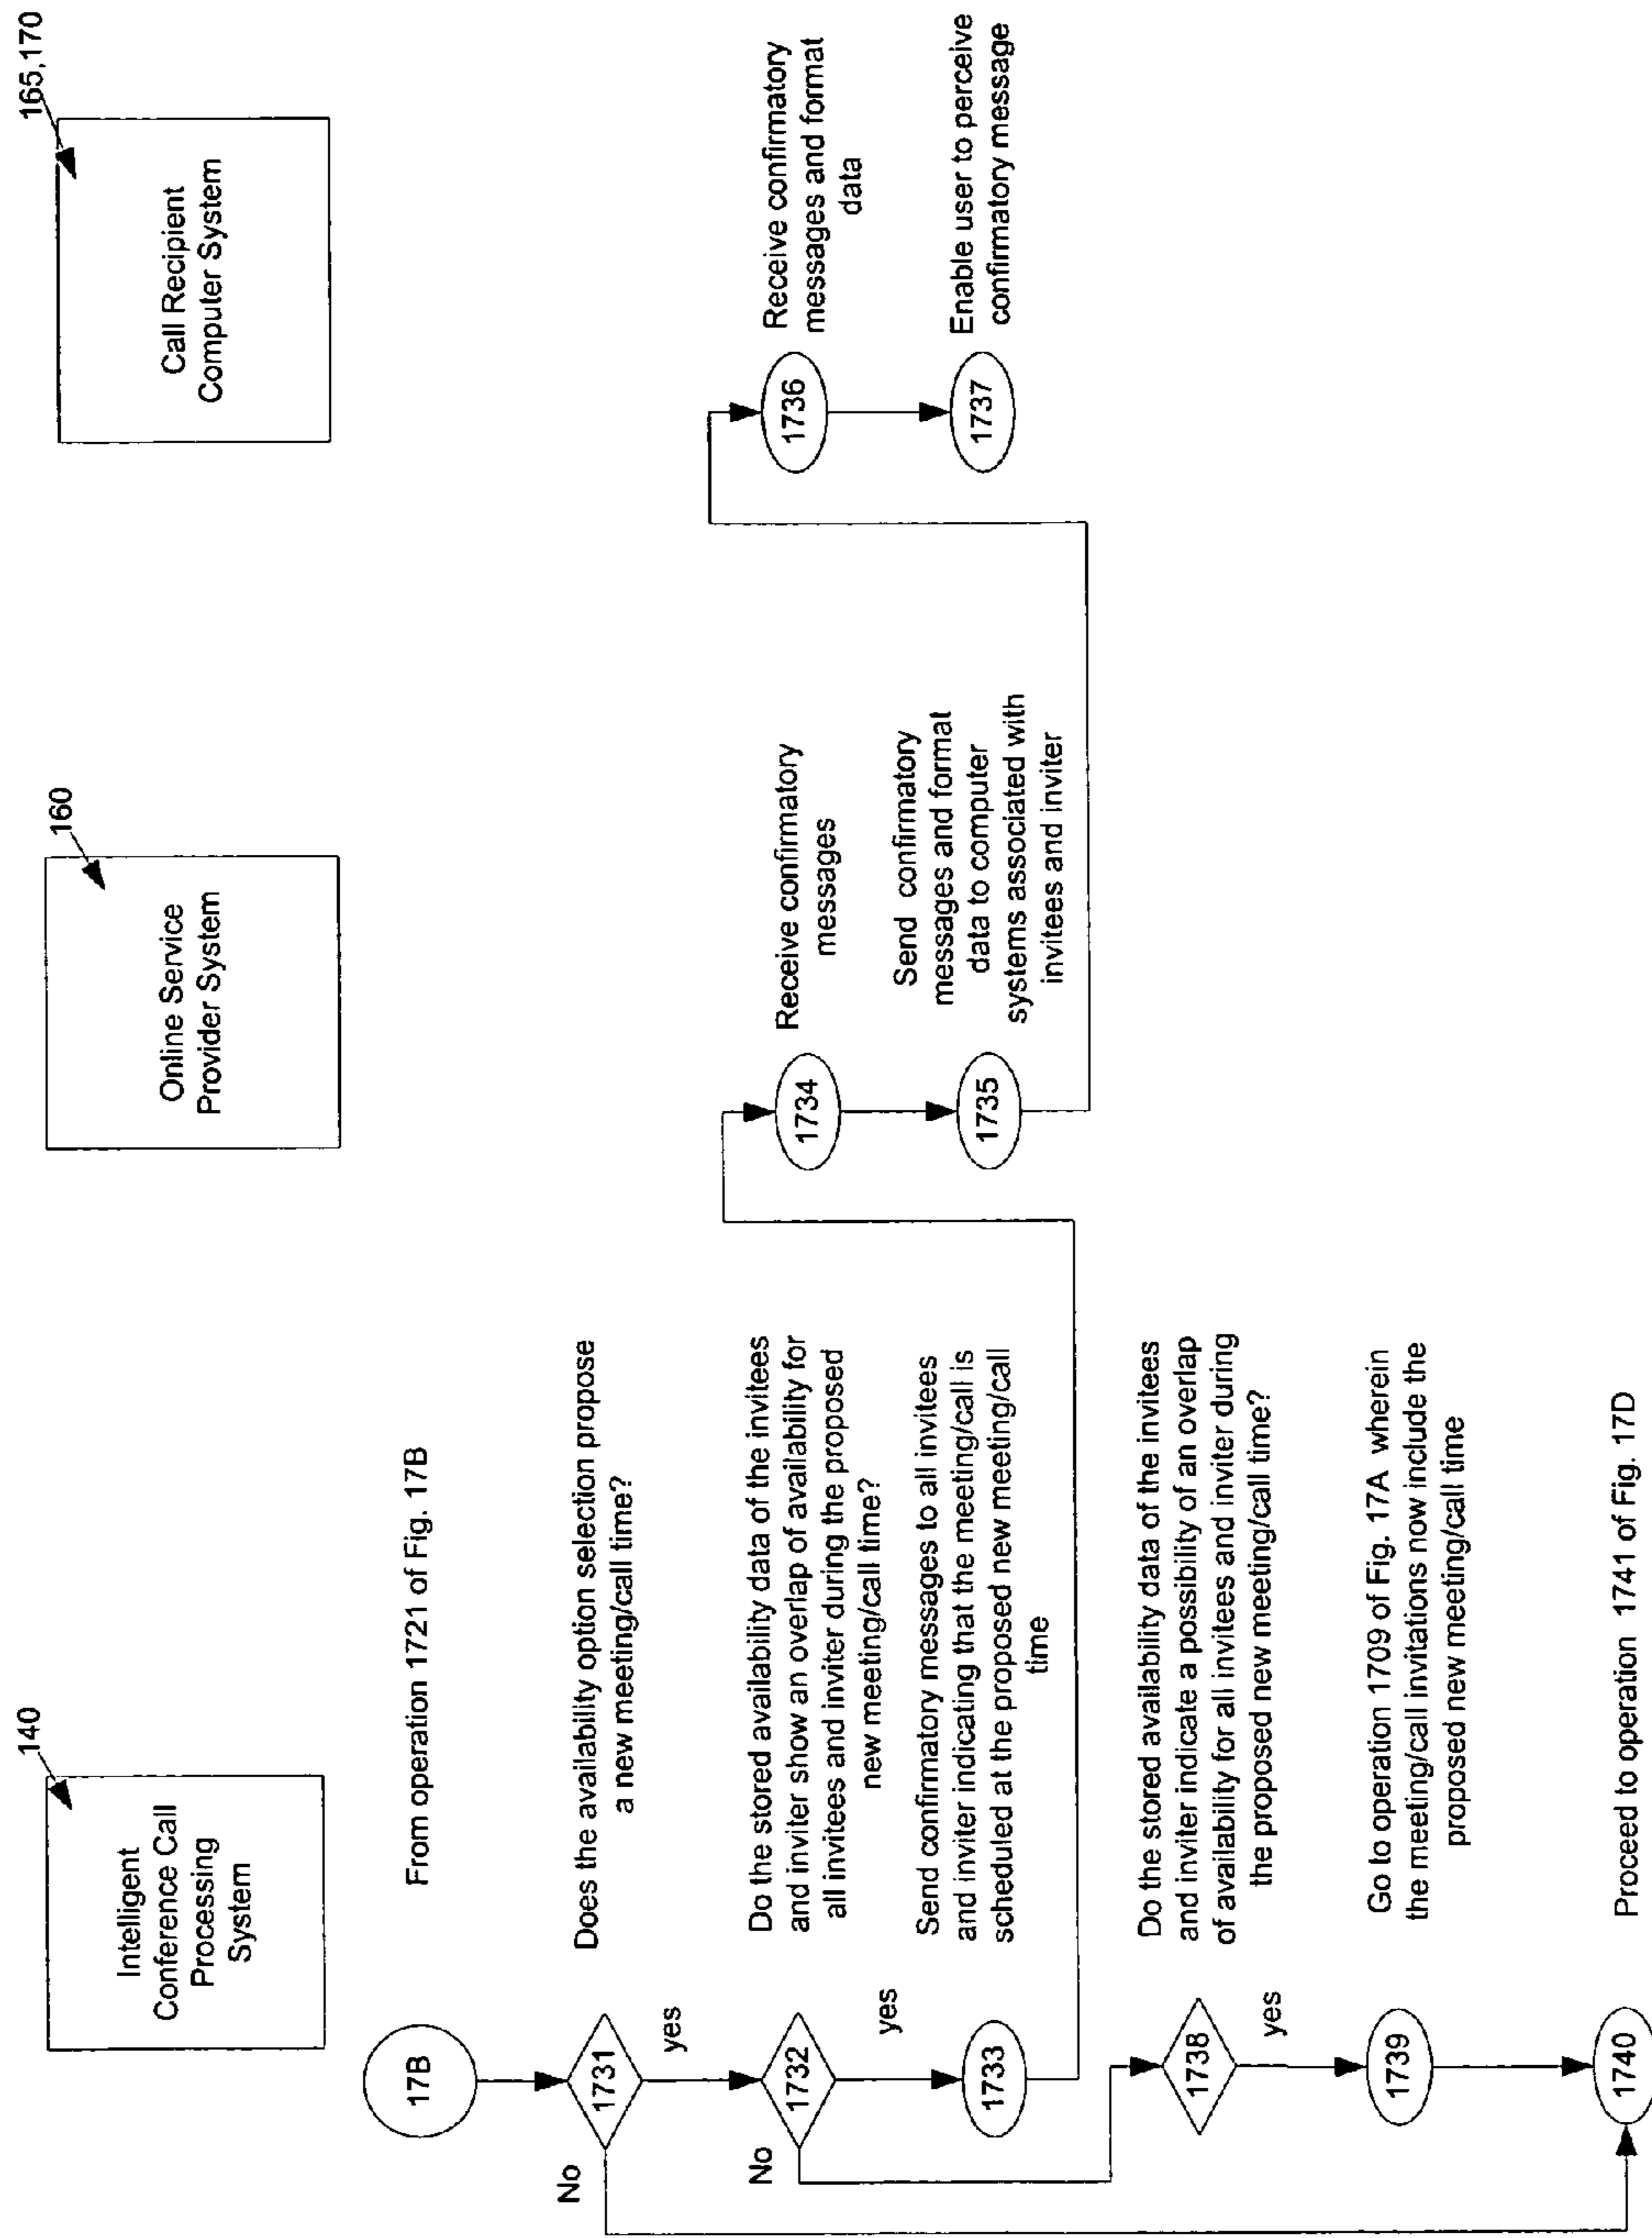 140
Intelligent
Conference Call
Processing
System
160
Online Service
Provider System
165,170
Call Recipient
Computer System
17B
From operation 1721 of Fig. 17B
1731
Does the availability option selection propose
a new meeting/call time?
No
yes
1732
Do the stored availability data of the invitees
and inviter show an overlap of availability for
all invitees and inviter during the proposed
new meeting/call time?
No
yes
1733
Send confirmatory messages to all invitees
and inviter indicating that the meeting/call is
scheduled at the proposed new meeting/call
time
1734
Receive confirmatory
messages
1735
Send confirmatory
messages and format
data to computer
systems associated with
invitees and inviter
1736
Receive confirmatory
messages and format
data
1737
Enable user to perceive
confirmatory message
1738
Do the stored availability data of the invitees
and inviter indicate a possibility of an overlap
of availability for all invitees and inviter during
the proposed new meeting/call time?
yes
1739
Go to operation 1709 of Fig. 17A wherein
the meeting/call invitations now include the
proposed new meeting/call time
1740
Proceed to operation 1741 of Fig. 17D